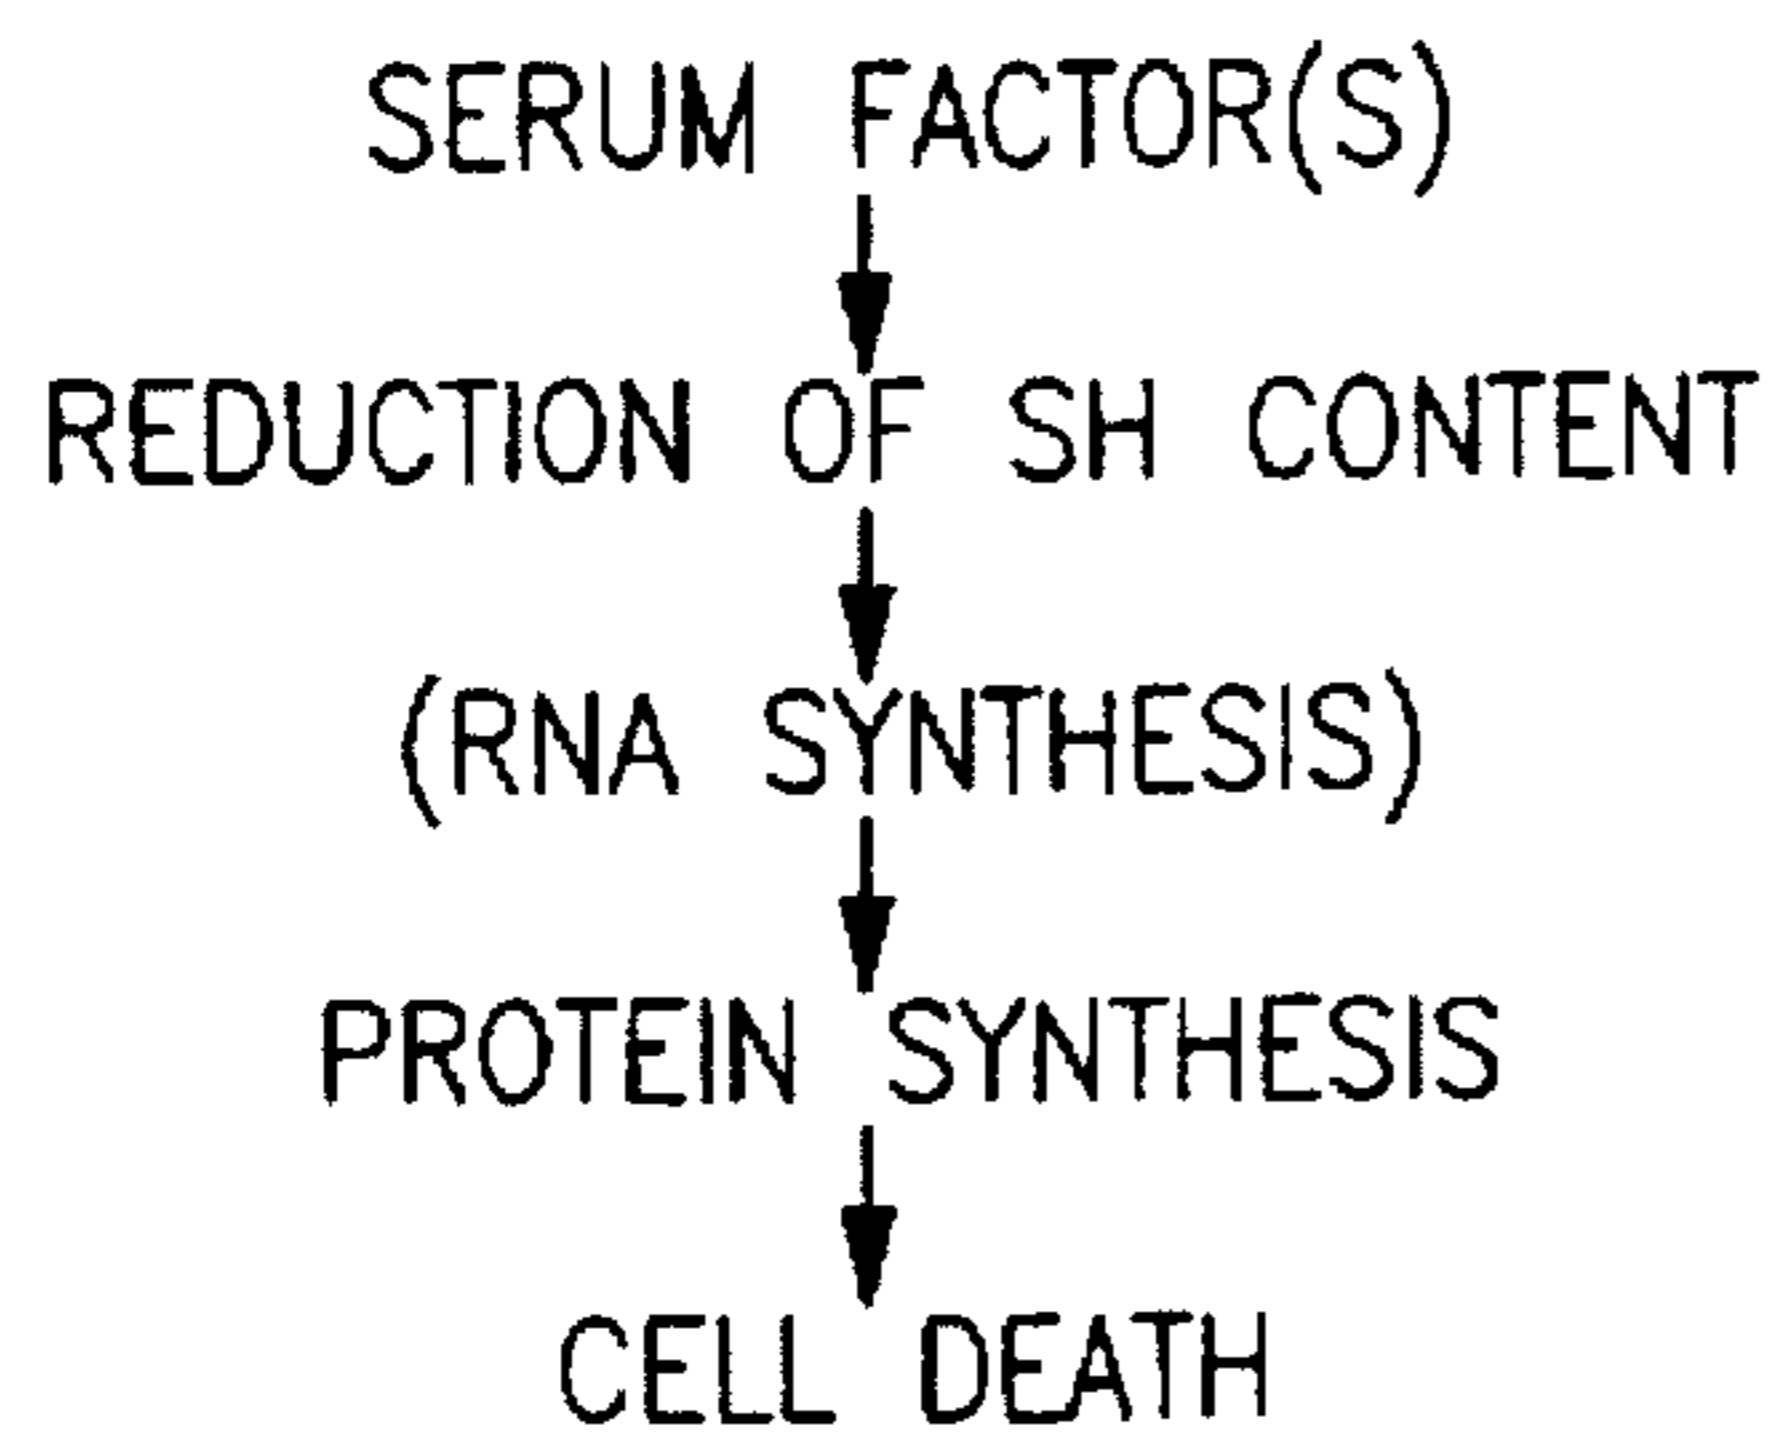 SERUM FACTOR(S)
REDUCTION OF SH CONTENT
(RNA SYNTHESIS)
PROTEIN SYNTHESIS
CELL DEATH